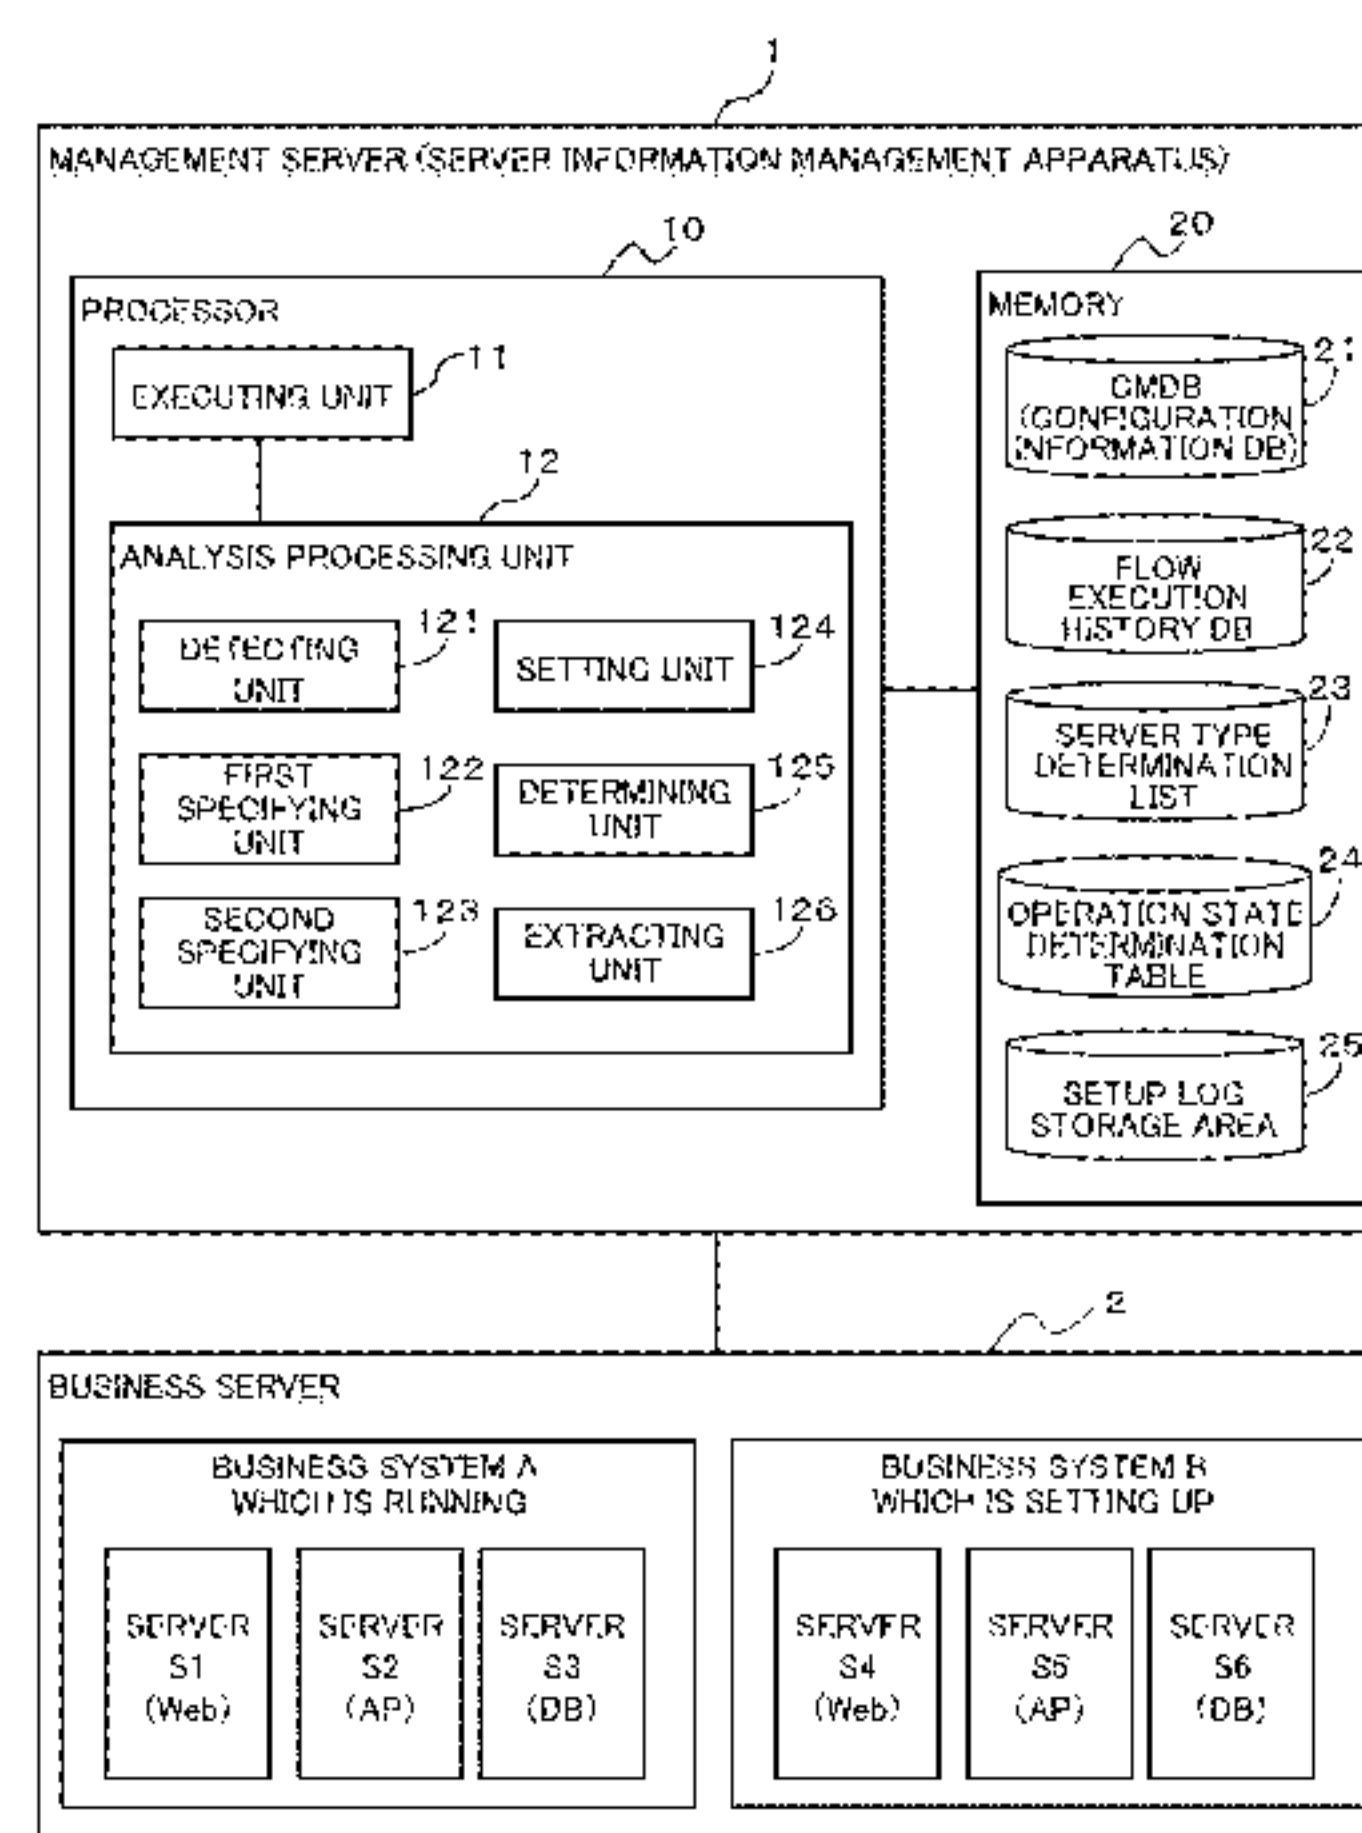 1
MANAGEMENT SERVER (SERVER INFORMATION MANAGEMENT APPARATUS)
10
PROCESSOR
11
EXECUTING UNIT
12
ANALYSIS PROCESSING UNIT
121
DETECTING
UNIT
122
FIRST
SPECIFYING
UNIT
123
SECOND
SPECIFYING
UNIT
124
SETTING UNIT
125
DETERMINING
UNIT
126
EXTRACTING
UNIT
20
MEMORY
21
CMDB
(CONFIGURATION
INFORMATION DB)
22
FLOW
EXECUTION
HISTORY DB
23
SERVER TYPE
DETERMINATION
LIST
24
OPERATION STATE
DETERMINATION
TABLE
25
SETUP LOG
STORAGE AREA
2
BUSINESS SERVER
BUSINESS SYSTEM A
WHICH IS RUNNING
SERVER
S1
(Web)
SERVER
S2
(AP)
SERVER
S3
(DB)
BUSINESS SYSTEM B
WHICH IS SETTING UP
SERVER
S4
(Web)
SERVER
S5
(AP)
SERVER
S6
(DB)